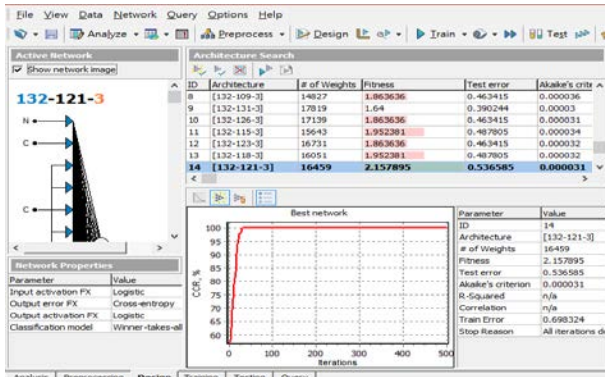 File View Data Network Query Options Help
Analyze Preprocess Design Train Test
Active Network
Show network image
132-121-3
N
C
C
Network Properties
Parameter Value
Input activation FX Logistic
Output error FX Cross-entropy
Output activation FX Logistic
Classification model Winner-takes-all
Architecture Search
ID Architecture # of Weights Fitness Test error Akaike's crite
8 [132-109-3] 14827 1.863636 0.463415 0.000036
9 [132-131-3] 17819 1.64 0.390244 0.00003
10 [132-126-3] 17139 1.863636 0.463415 0.000031
11 [132-115-3] 15643 1.952381 0.487805 0.000034
12 [132-123-3] 16731 1.863636 0.463415 0.000032
13 [132-118-3] 16051 1.952381 0.487805 0.000032
14 [132-121-3] 16459 2.157895 0.536585 0.000031
Best network
CCR, %
100
95
90
85
80
75
70
65
60
0 100 200 300 400 500
Iterations
Parameter Value
ID 14
Architecture [132-121-3]
# of Weights 16459
Fitness 2.157895
Test error 0.536585
Akaike's criterion 0.000031
R-Squared n/a
Correlation n/a
Train Error 0.698324
Stop Reason All iterations do
Analysis Preprocessing Design Training Testing Query